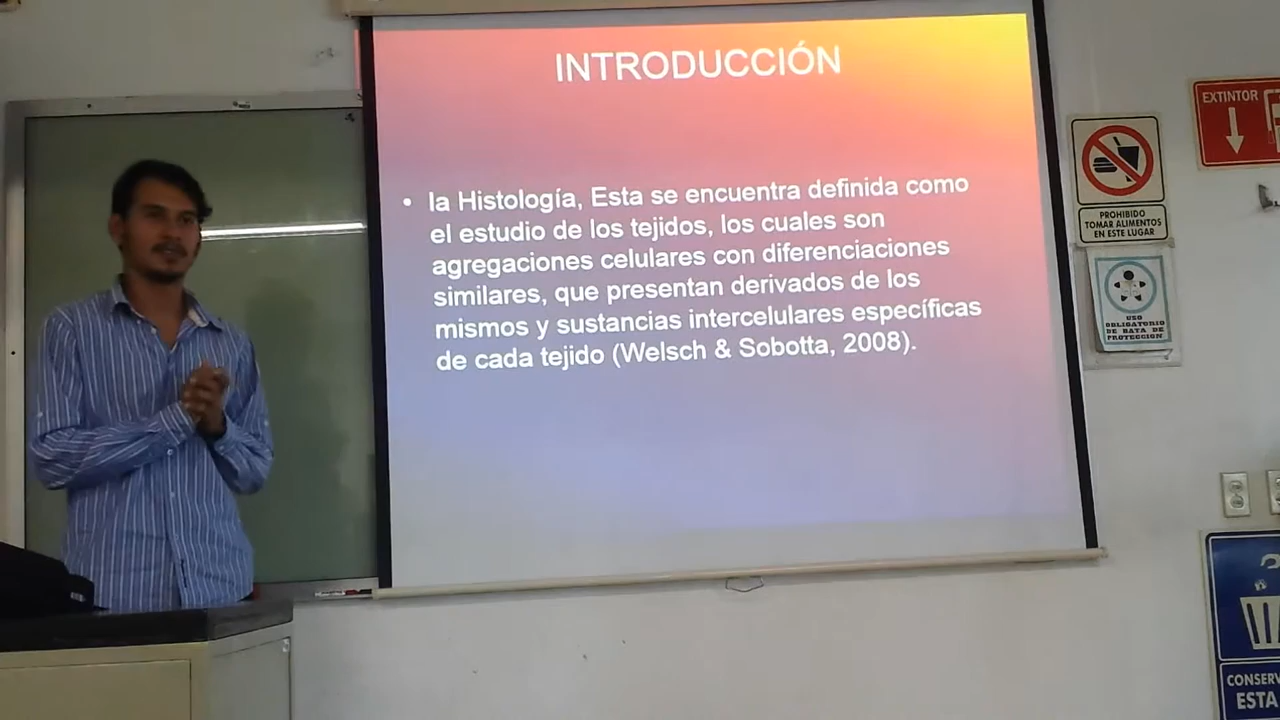 INTRODUCCIÓN
• la Histología, Esta se encuentra definida como
el estudio de los tejidos, los cuales son
agregaciones celulares con diferenciaciones
similares, que presentan derivados de los
mismos y sustancias intercelulares específicas
de cada tejido (Welsch & Sobotta, 2008).
EXTINTOR
PROHIBIDO
TOMAR ALIMENTOS
EN ESTE LUGAR
USO
OBLIGATORIO
DE BATA DE
PROTECCION
CONSERV
ESTA